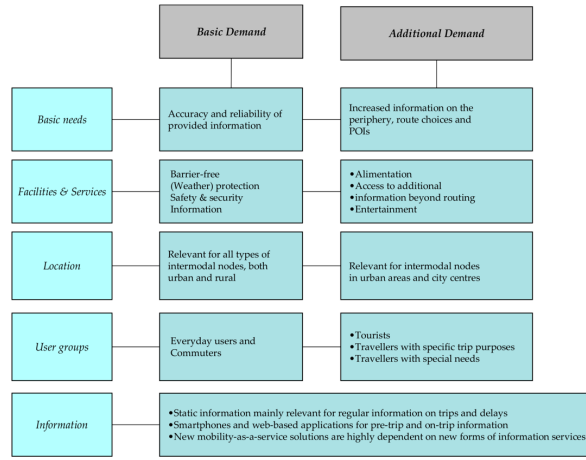 Basic Demand
Additional Demand
Basic needs
Accuracy and reliability of
provided information
Increased information on the
periphery, route choices and
POIs
Facilities & Services
Barrier-free
(Weather) protection
Safety & security
Information
•Alimentation
•Access to additional
•information beyond routing
•Entertainment
Location
Relevant for all types of
intermodal nodes, both
urban and rural
Relevant for intermodal nodes
in urban areas and city centres
User groups
Everyday users and
Commuters
•Tourists
•Travellers with specific trip purposes
•Travellers with special needs
Information
•Static information mainly relevant for regular information on trips and delays
•Smartphones and web-based applications for pre-trip and on-trip information
•New mobility-as-a-service solutions are highly dependent on new forms of information services